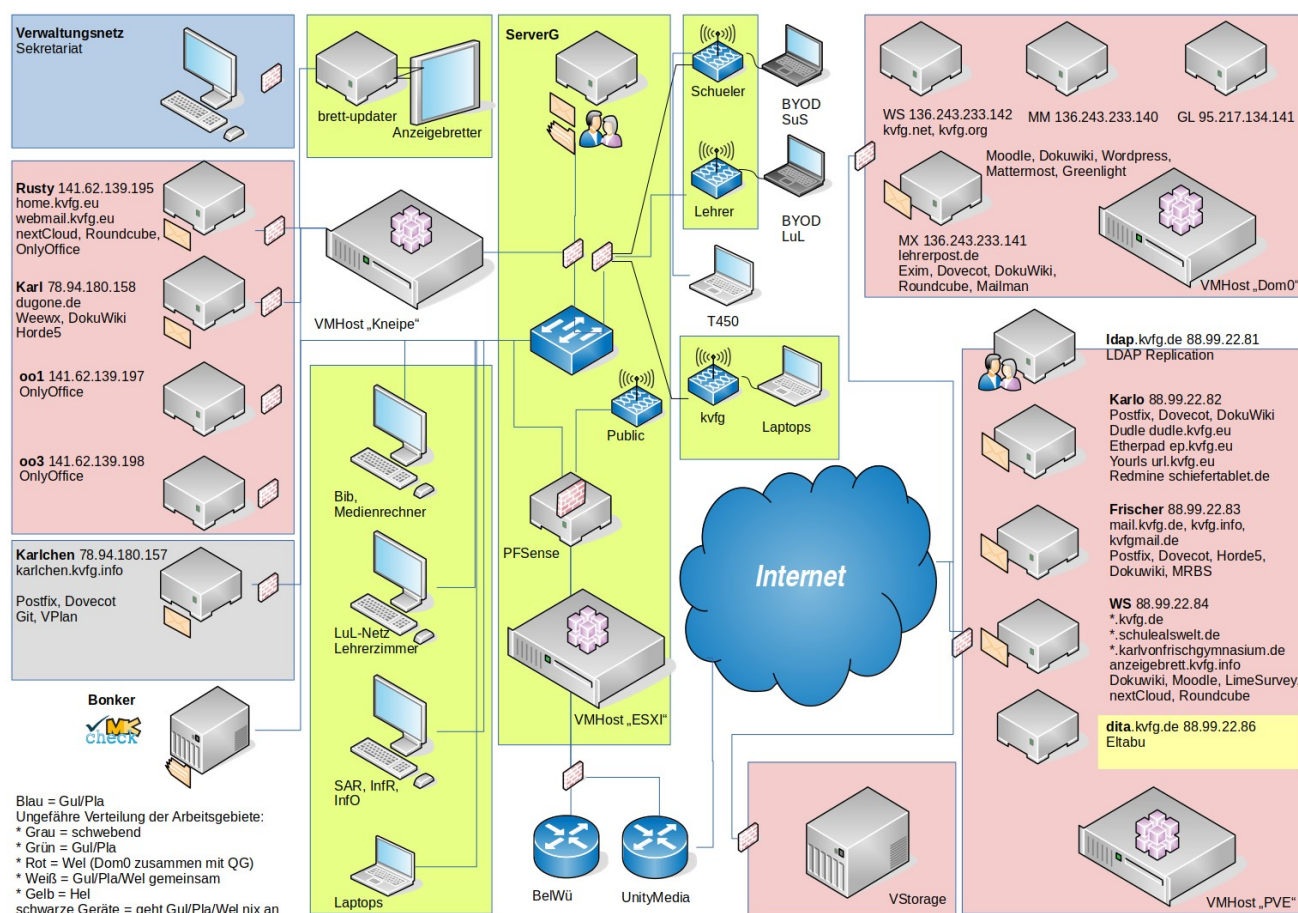 Verwaltungsnetz
Sekretariat
brett-updater
Anzeigebretter
ServerG
Schueler
BYOD
SuS
Lehrer
BYOD
LuL
T450
WS 136.243.233.142
kvfg.net, kvfg.org
MM 136.243.233.140
GL 95.217.134.141
Moodle, Dokuwiki, Wordpress,
Mattermost, Greenlight
MX 136.243.233.141
lehrerpost.de
Exim, Dovecot, DokuWiki,
Roundcube, Mailman
VMHost „Dom0“
Rusty 141.62.139.195
home.kvfg.eu
webmail.kvfg.eu
nextCloud, Roundcube,
OnlyOffice
Karl 78.94.180.158
dugone.de
Weewx, DokuWiki
Horde5
oo1 141.62.139.197
OnlyOffice
oo3 141.62.139.198
OnlyOffice
VMHost „Kneipe“
Karlchen 78.94.180.157
karlchen.kvfg.info
Postfix, Dovecot
Git, VPlan
Bonker
MK
check
Blau = Gul/Pla
Ungefähre Verteilung der Arbeitsgebiete:
* Grau = schwebend
* Grün = Gul/Pla
* Rot = Wel (Dom0 zusammen mit QG)
* Weiß = Gul/Pla/Wel gemeinsam
* Gelb = Hel
schwarze Geräte = geht Gul/Pla/Wel nix an
Bib,
Medienrechner
LuL-Netz
Lehrerzimmer
SAR, InfR,
InfO
Laptops
Public
kvfg
Laptops
PFSense
VMHost „ESXI“
BelWü
UnityMedia
Internet
VStorage
ldap.kvfg.de 88.99.22.81
LDAP Replication
Karlo 88.99.22.82
Postfix, Dovecot, DokuWiki
Dudle dudle.kvfg.eu
Etherpad ep.kvfg.eu
Yourls url.kvfg.eu
Redmine schiefertablet.de
Frischer 88.99.22.83
mail.kvfg.de, kvfg.info,
kvfgmail.de
Postfix, Dovecot, Horde5,
Dokuwiki, MRBS
WS 88.99.22.84
*.kvfg.de
*.schulealswelt.de
*.karlvonfrischgymnasium.de
anzeigebrett.kvfg.info
Dokuwiki, Moodle, LimeSurvey,
nextCloud, Roundcube
dita.kvfg.de 88.99.22.86
Eltabu
VMHost „PVE“